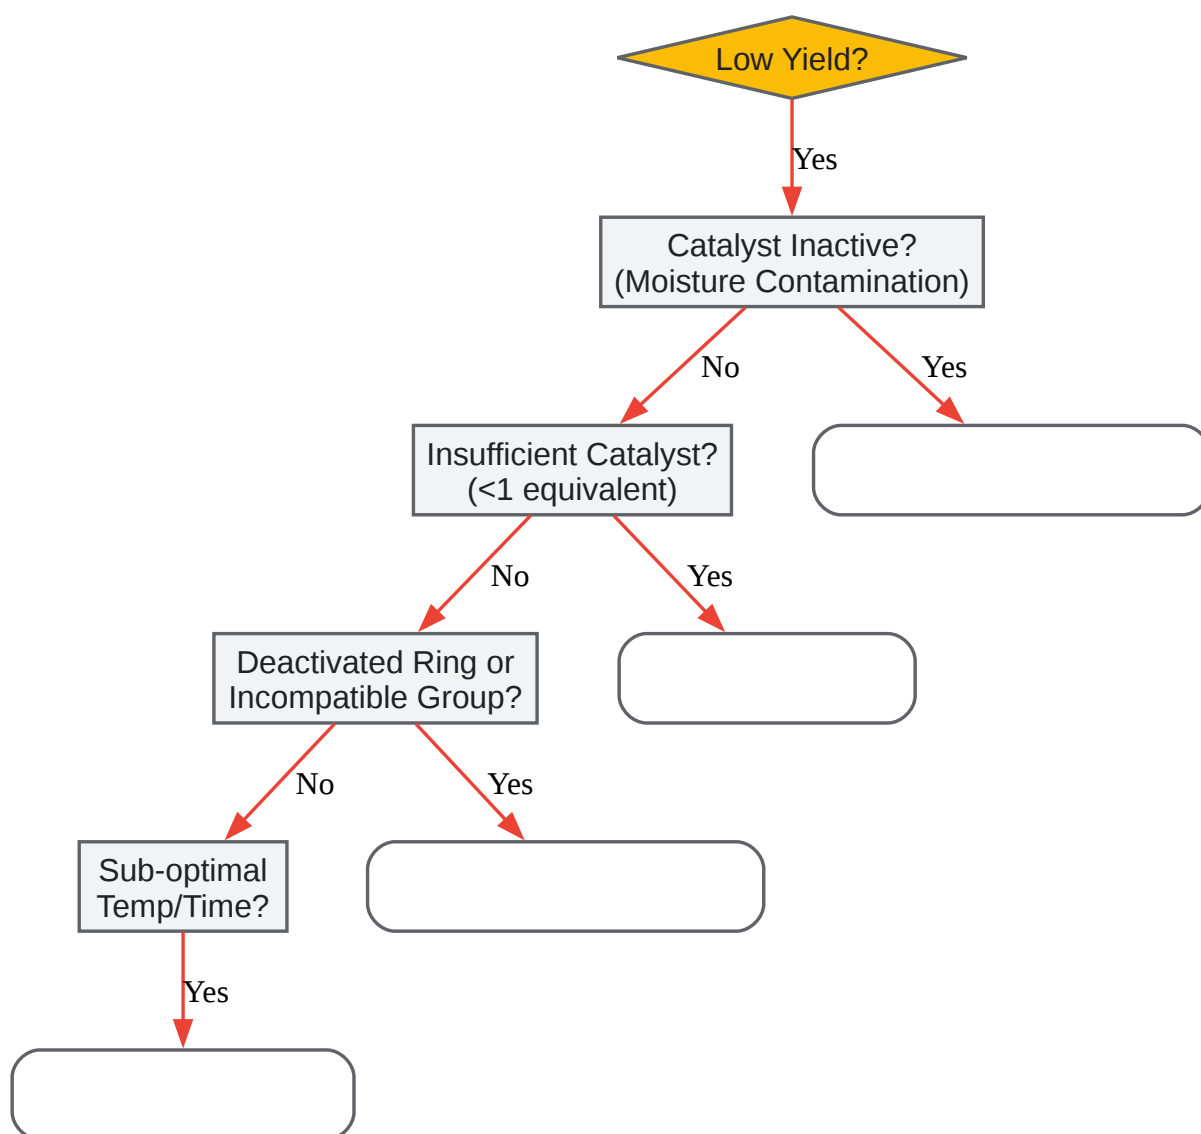 Low Yield?
Yes
Catalyst Inactive?
(Moisture Contamination)
No
Yes
Insufficient Catalyst?
(<1 equivalent)
No
Yes
Deactivated Ring or
Incompatible Group?
No
Yes
Sub-optimal
Temp/Time?
Yes